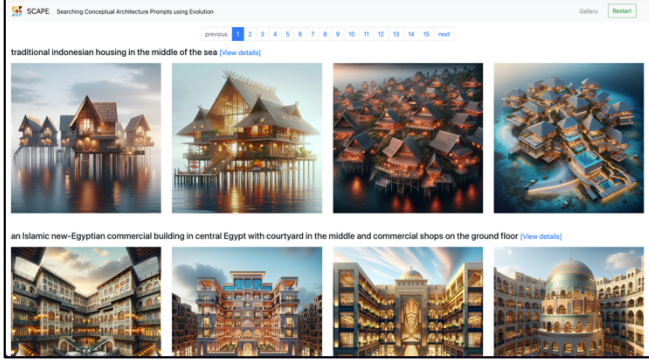 SCAPE Searching Conceptual Architecture Prompts using Evolution Gallery Restart
previous 1 2 3 4 5 6 7 8 9 10 11 12 13 14 15 next
traditional indonesian housing in the middle of the sea [View details]
an Islamic new-Egyptian commercial building in central Egypt with courtyard in the middle and commercial shops on the ground floor [View details]